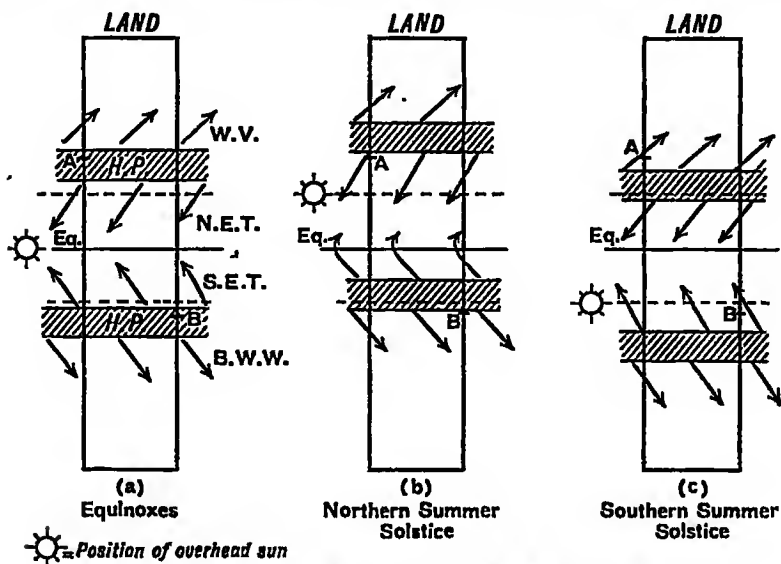 LAND LAND LAND
W.V.
A H P
A
A
N.E.T.
Eq. Eq. Eq.
S.E.T.
H P B
B
B
B.W.W.
(a) (b) (c)
Equinoxes Northern Summer Southern Summer
Solstice Solstice
=Position of overhead sun